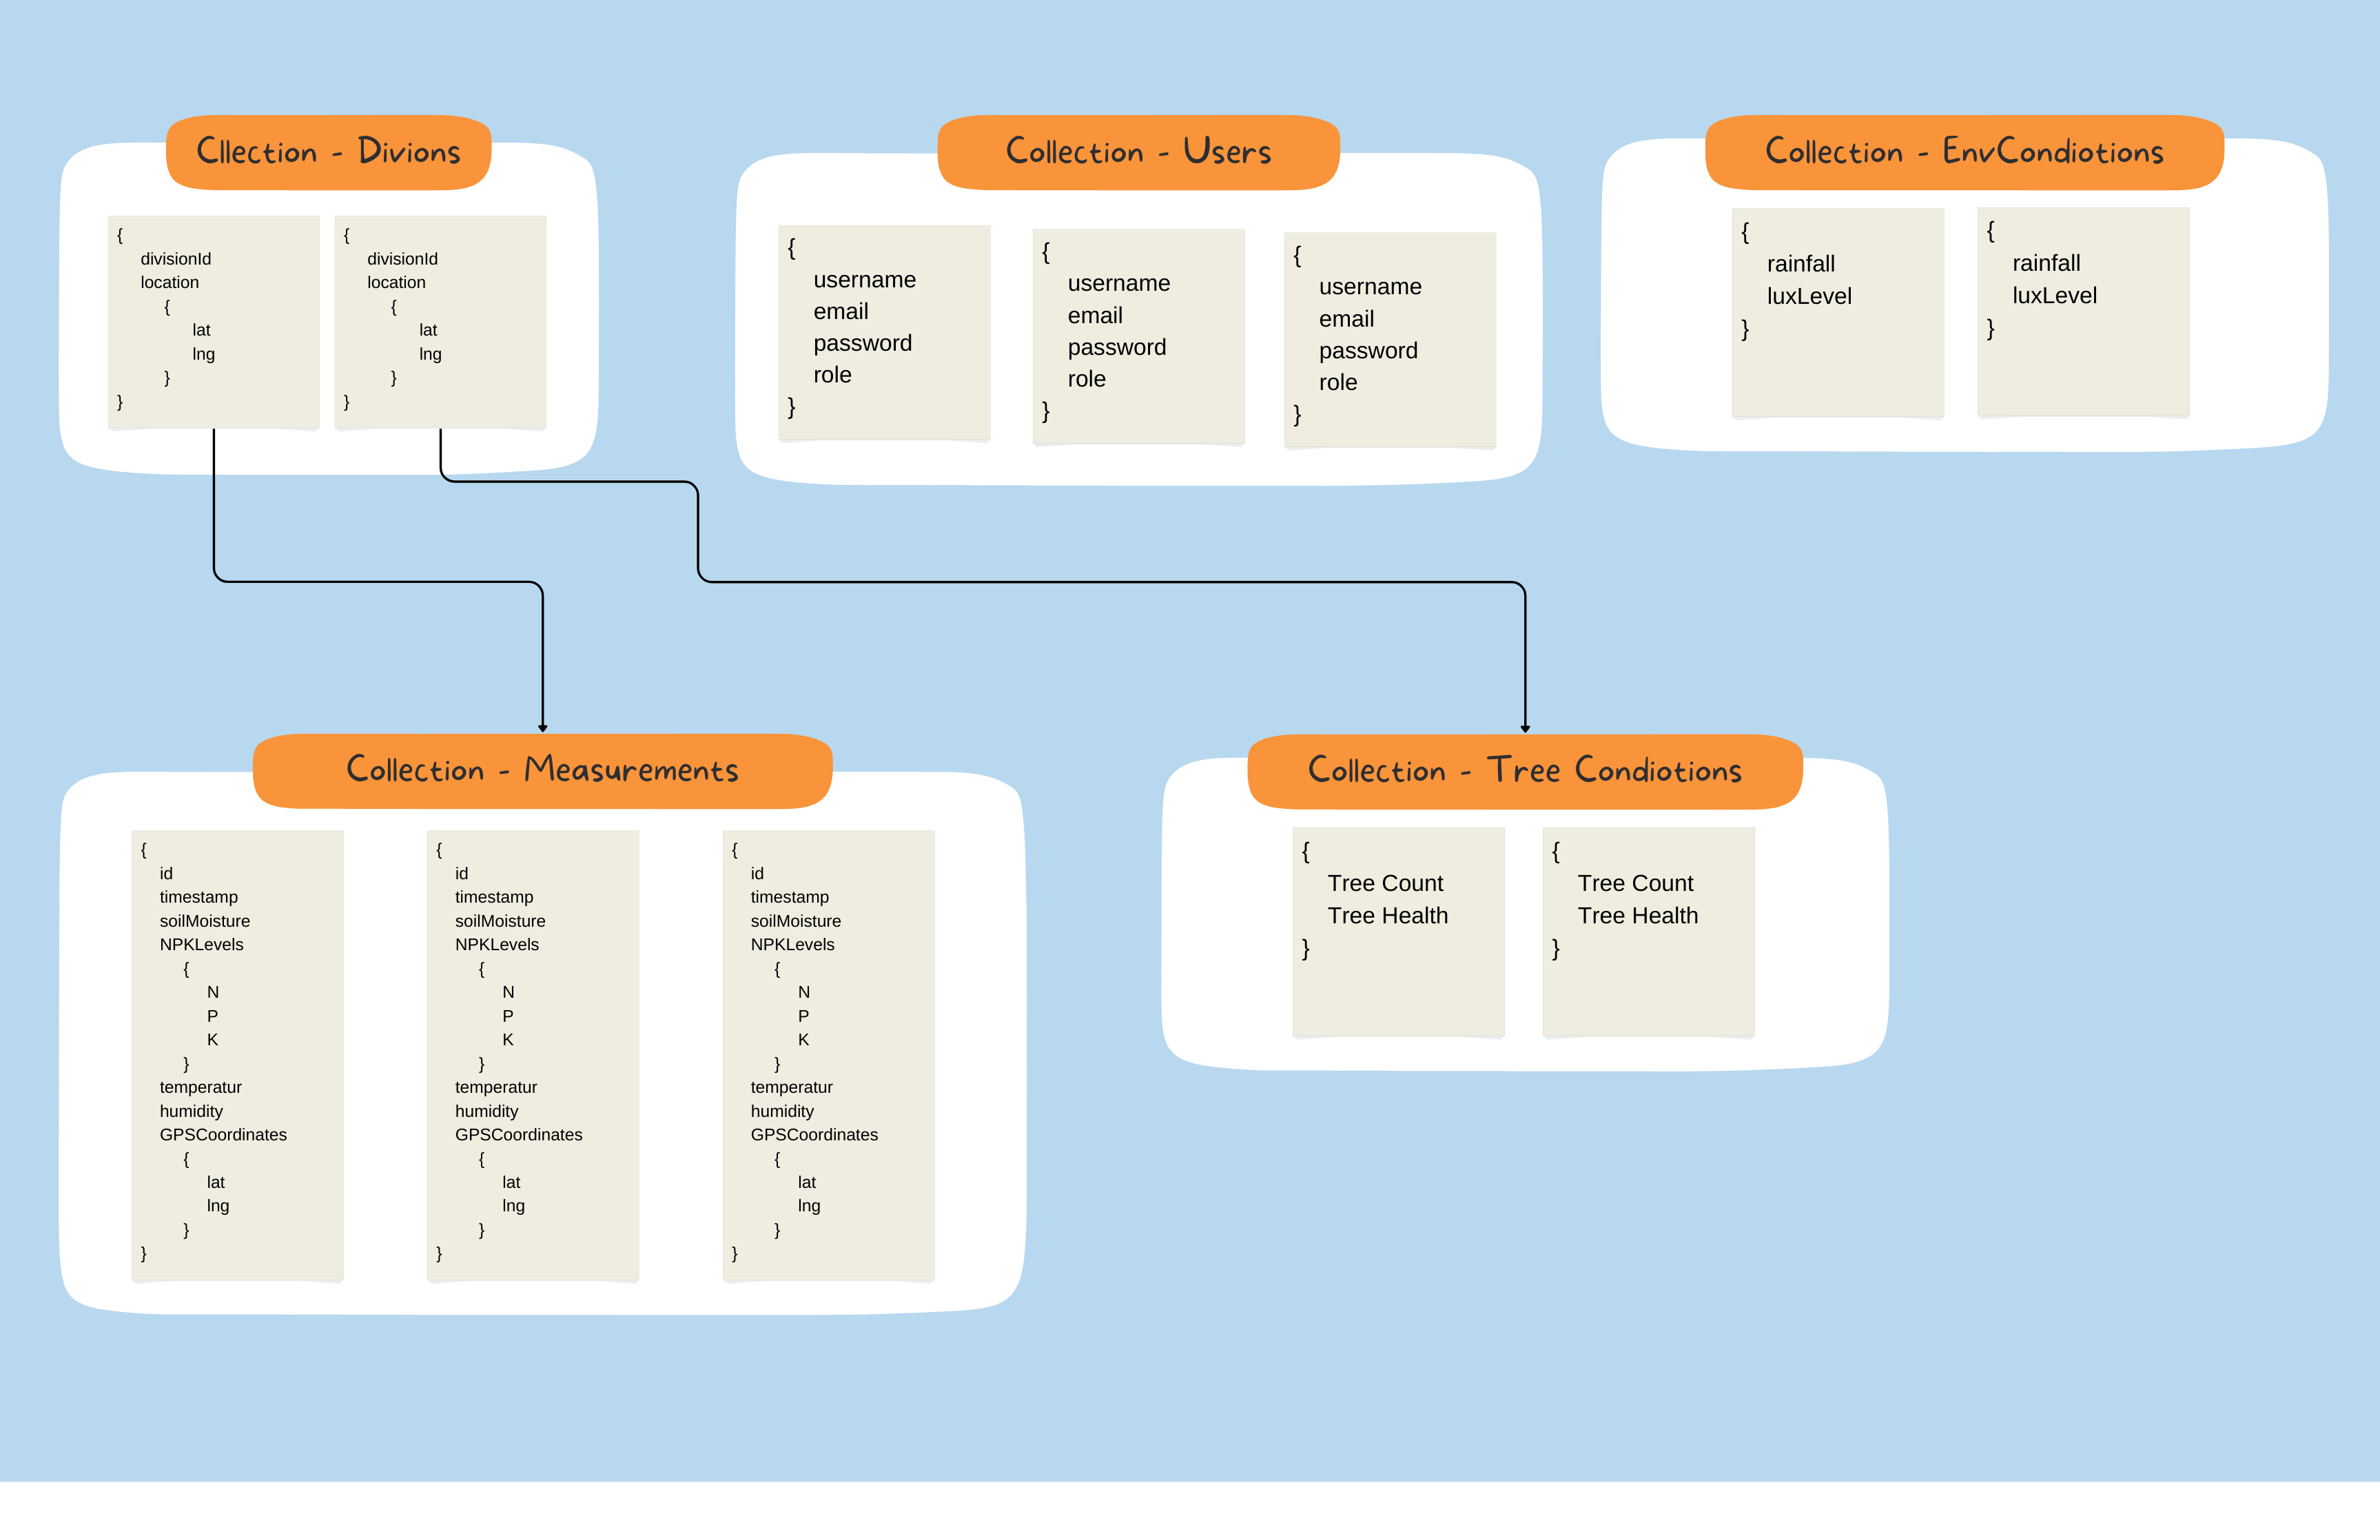 Cllection - Divions
{
divisionId
location
{
lat
lng
}
}
{
divisionId
location
{
lat
lng
}
}
Collection - Users
{
username
email
password
role
}
{
username
email
password
role
}
{
username
email
password
role
}
Collection - EnvCondiotions
{
rainfall
luxLevel
}
{
rainfall
luxLevel
}
Collection - Measurements
{
id
timestamp
soilMoisture
NPKLevels
{
N
P
K
}
temperatur
humidity
GPSCoordinates
{
lat
lng
}
}
{
id
timestamp
soilMoisture
NPKLevels
{
N
P
K
}
temperatur
humidity
GPSCoordinates
{
lat
lng
}
}
{
id
timestamp
soilMoisture
NPKLevels
{
N
P
K
}
temperatur
humidity
GPSCoordinates
{
lat
lng
}
}
Collection - Tree Condiotions
{
Tree Count
Tree Health
}
{
Tree Count
Tree Health
}